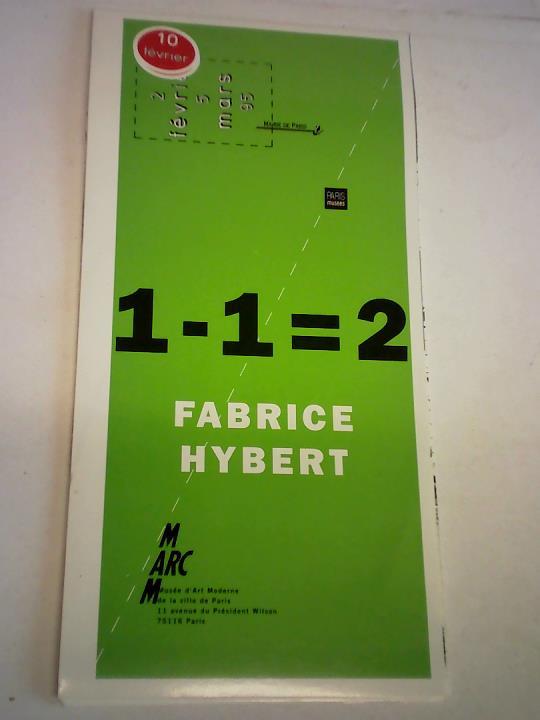 10
février
2
février
5
mars
95
MAIRIE DE PARIS
PARIS
musées
1-1=2
FABRICE
HYBERT
M
ARC
M
Musée d'Art Moderne
de la ville de Paris
11 avenue du Président Wilson
75116 Paris